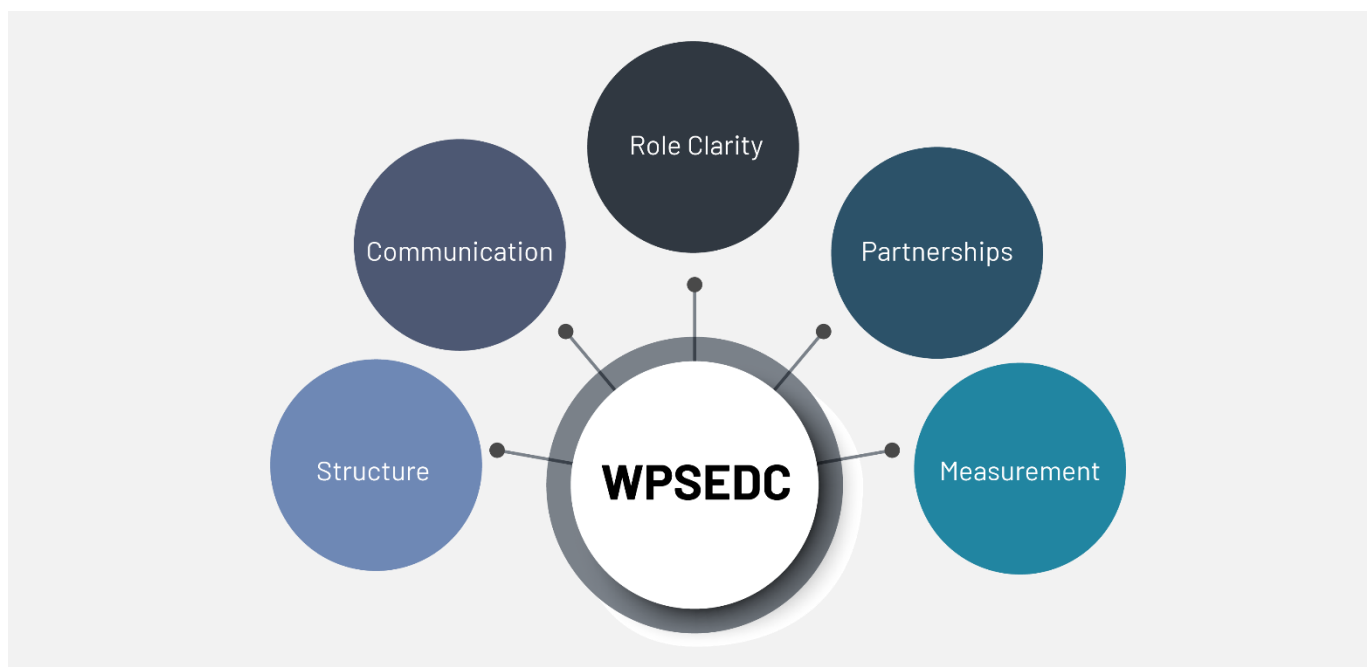 Role Clarity
Communication
Partnerships
Structure
WPSEDC
Measurement